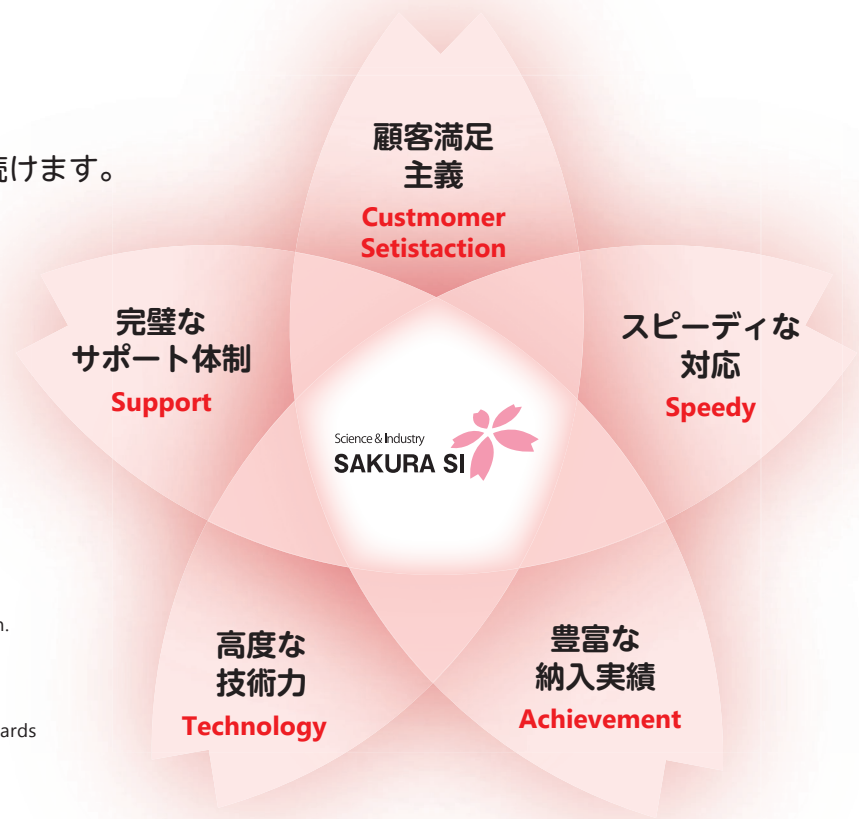 続けます。
顧客満足
主義
Custmomer
Setistaction
完璧な
サポート体制
Support
スピーディな
対応
Speedy
Science & Industry
SAKURA SI
高度な
技術力
Technology
豊富な
納入実績
Achievement
n.
ards